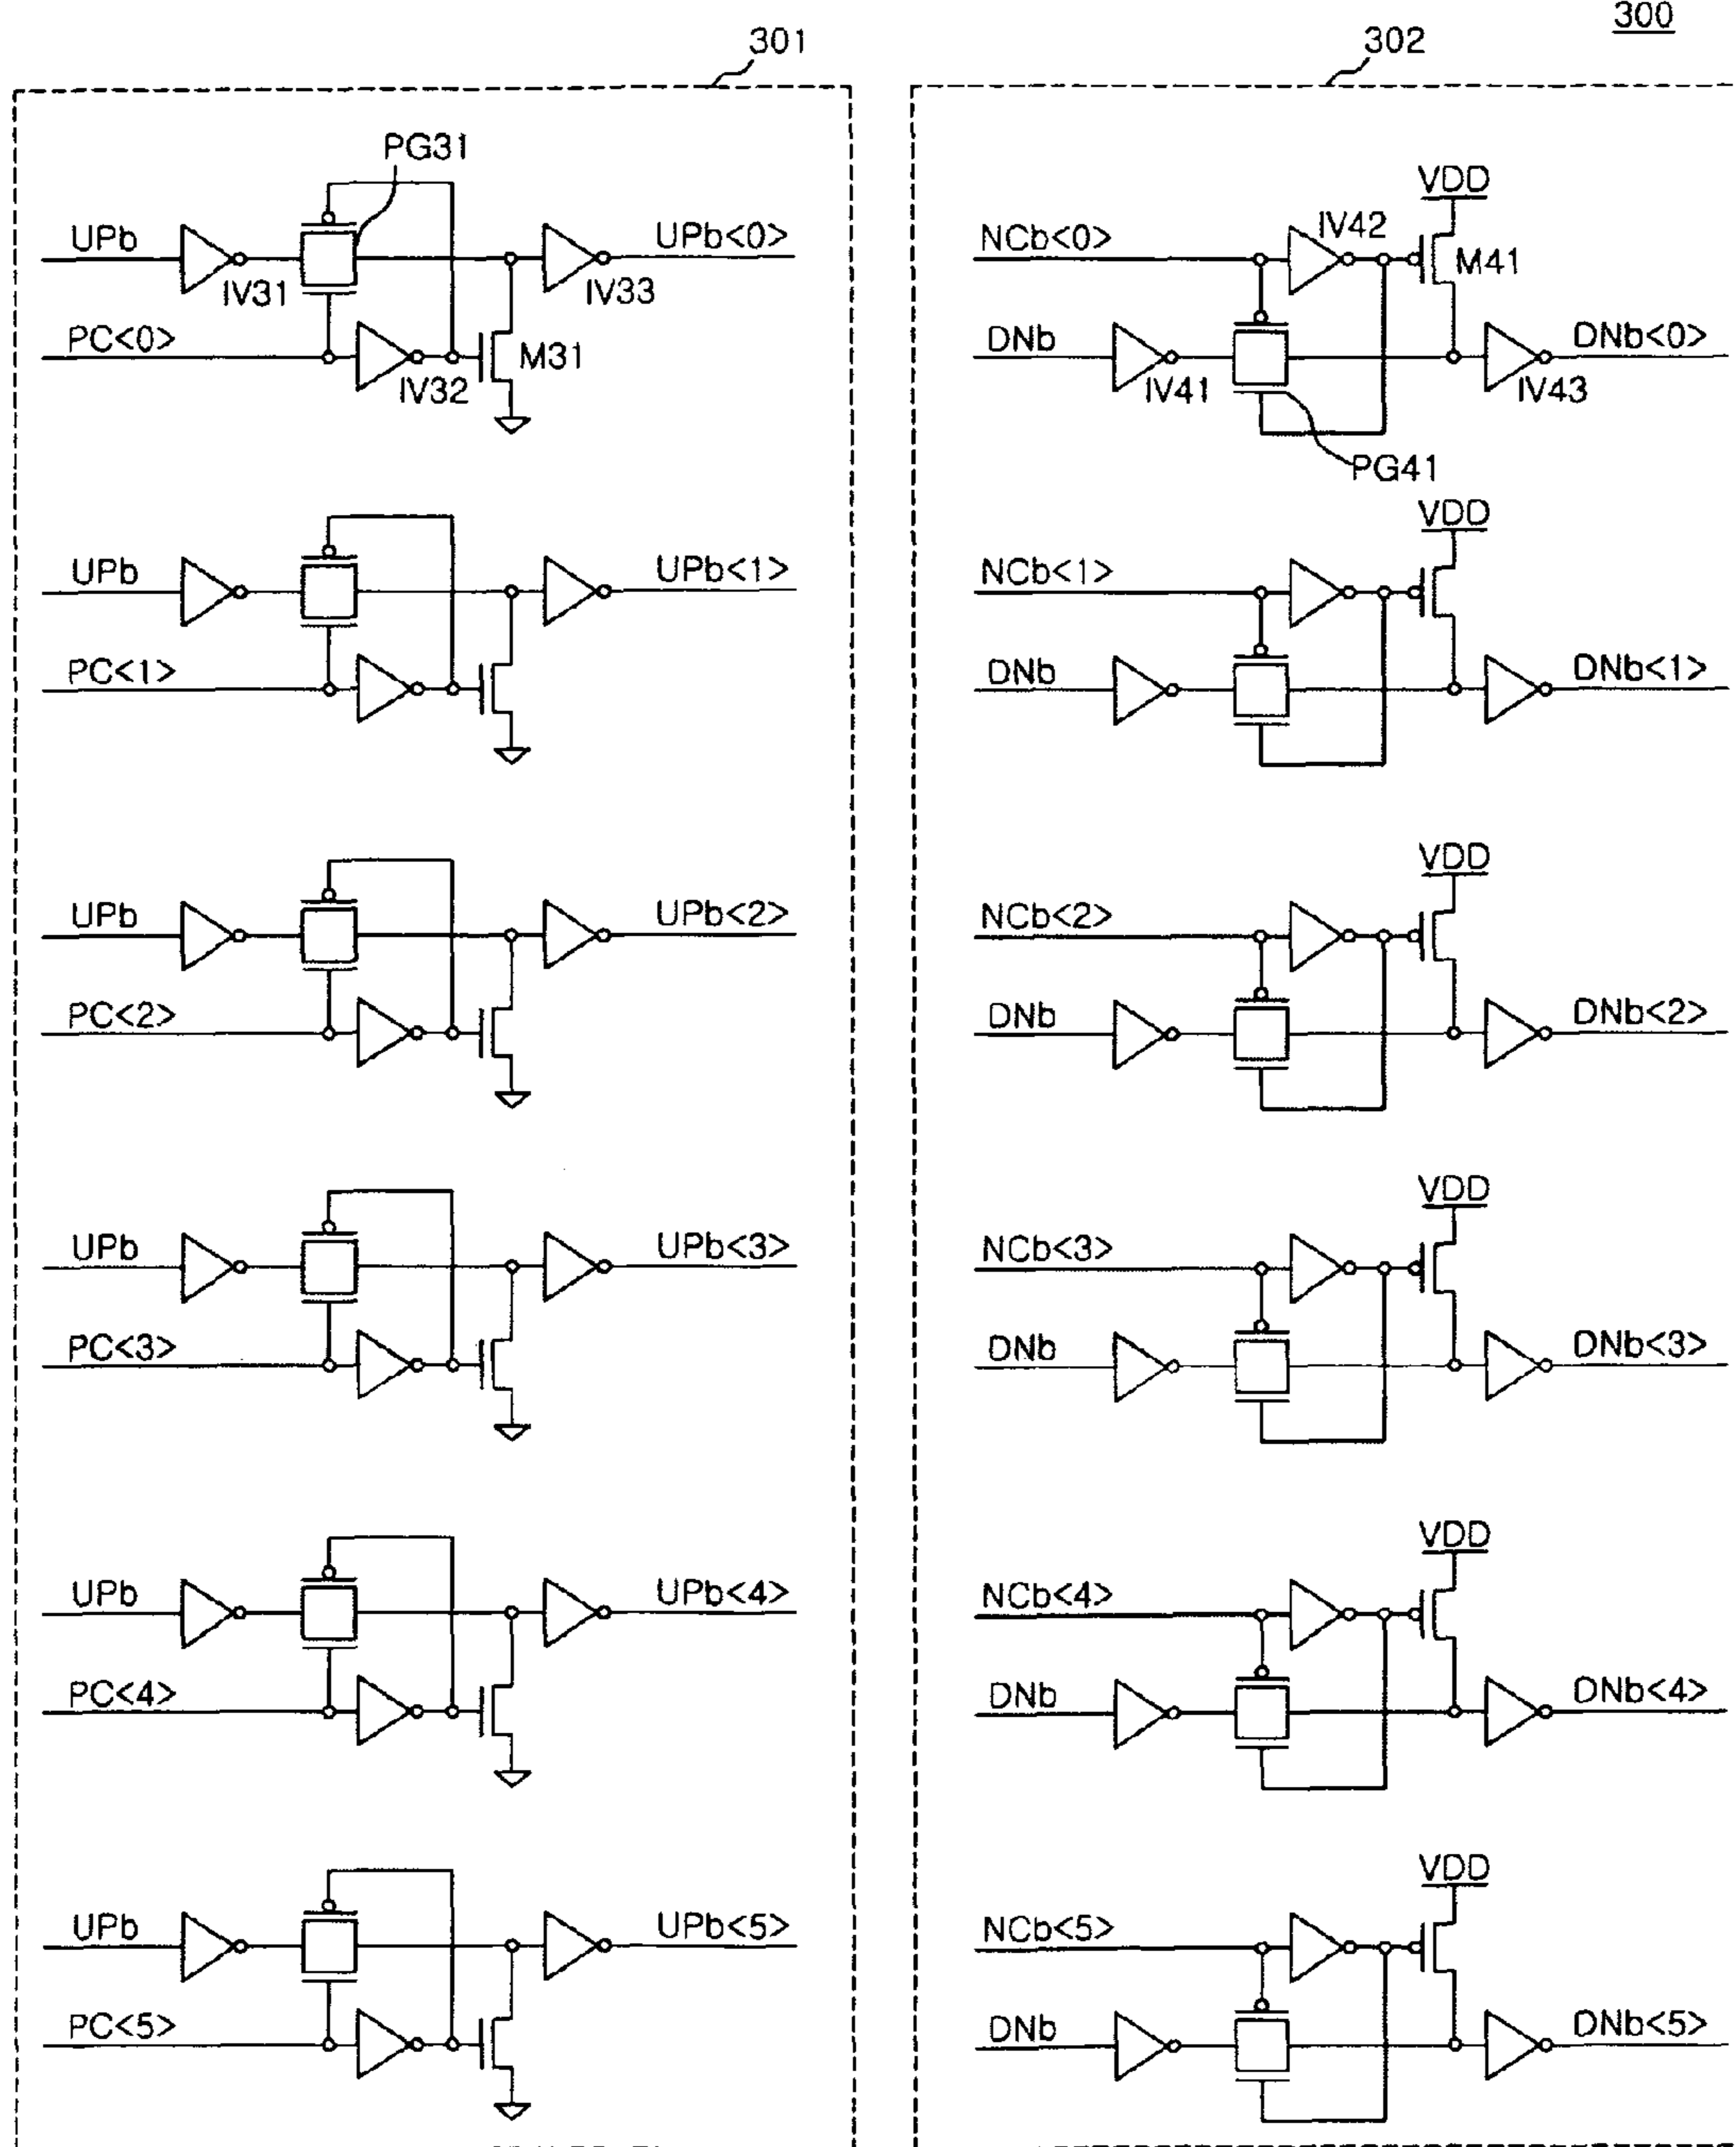 300
301
302
PG31
UPb
IV31
IV33
UPb<0>
PC<0>
IV32
M31
UPb
UPb<1>
PC<1>
UPb
UPb<2>
PC<2>
UPb
UPb<3>
PC<3>
UPb
UPb<4>
PC<4>
UPb
UPb<5>
PC<5>
VDD
NCb<0>
IV42
M41
DNb
IV41
DNb<0>
IV43
PG41
VDD
NCb<1>
DNb
DNb<1>
VDD
NCb<2>
DNb
DNb<2>
VDD
NCb<3>
DNb
DNb<3>
VDD
NCb<4>
DNb
DNb<4>
VDD
NCb<5>
DNb
DNb<5>